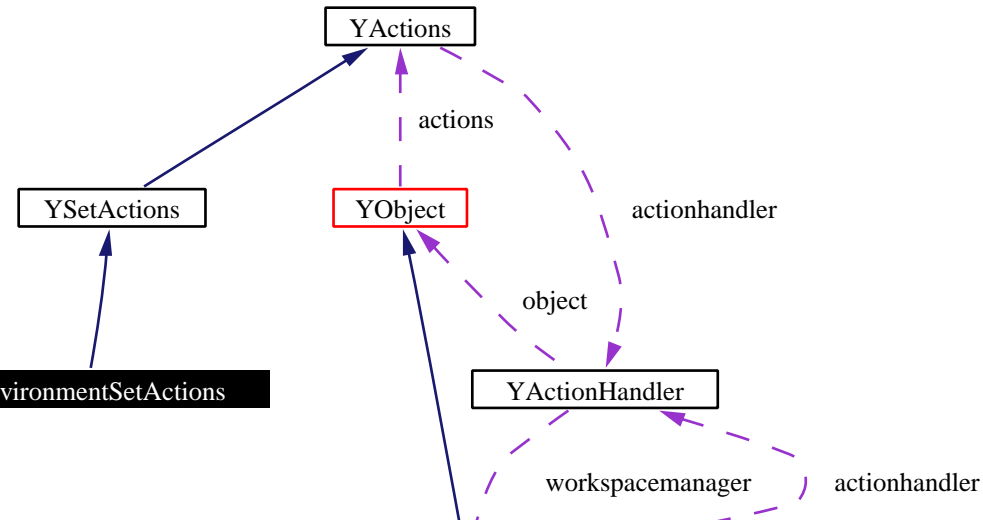 YActions
actions
YSetActions
YObject
actionhandler
object
vironmentSetActions
YActionHandler
workspacemanager
actionhandler